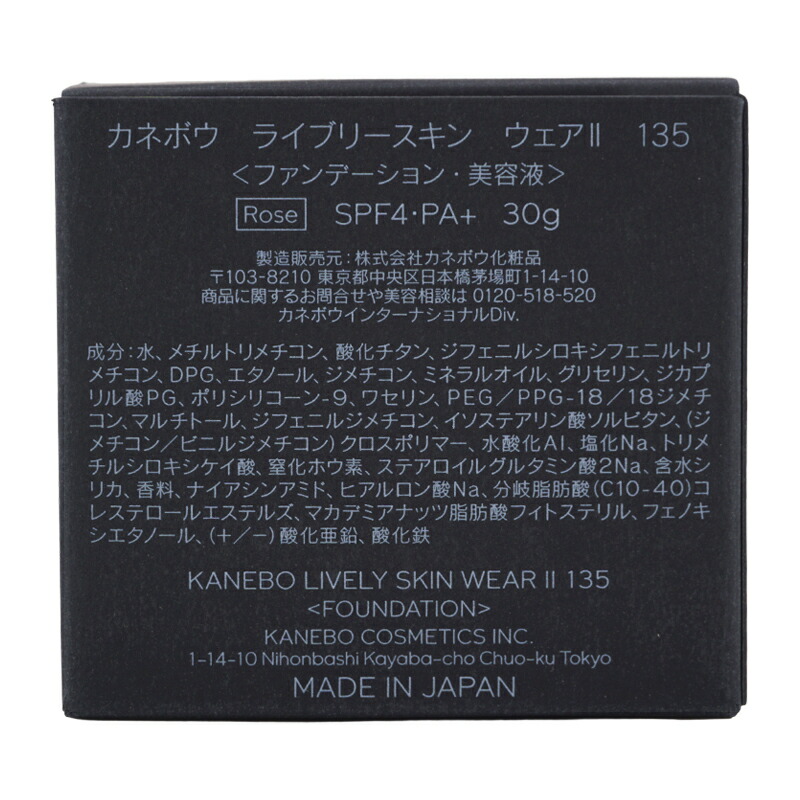 カネボウ ライブリースキン ウェアII 135
<ファンデーション・美容液>
Rose SPF4・PA+ 30g
製造販売元：株式会社カネボウ化粧品
〒103-8210 東京都中央区日本橋茅場町1-14-10
商品に関するお問合せや美容相談は 0120-518-520
カネボウインターナショナルDiv.
成分：水、メチルトリメチコン、酸化チタン、ジフェニルシロキシフェニルトリ
メチコン、DPG、エタノール、ジメチコン、ミネラルオイル、グリセリン、ジカプ
リル酸PG、ポリシリコーン-9、ワセリン、PEG／PPG-18／18ジメチ
コン、マルチトール、ジフェニルジメチコン、イソステアリン酸ソルビタン、（ジ
メチコン／ビニルジメチコン）クロスポリマー、水酸化Al、塩化Na、トリメ
チルシロキシケイ酸、窒化ホウ素、ステアロイルグルタミン酸2Na、含水シ
リカ、香料、ナイアシンアミド、ヒアルロン酸Na、分岐脂肪酸（C10-40）コ
レステロールエステルズ、マカデミアナッツ脂肪酸フィトステリル、フェノキ
シエタノール、（+／-）酸化亜鉛、酸化鉄
KANEBO LIVELY SKIN WEAR II 135
<FOUNDATION>
KANEBO COSMETICS INC.
1-14-10 Nihonbashi Kayaba-cho Chuo-ku Tokyo
MADE IN JAPAN